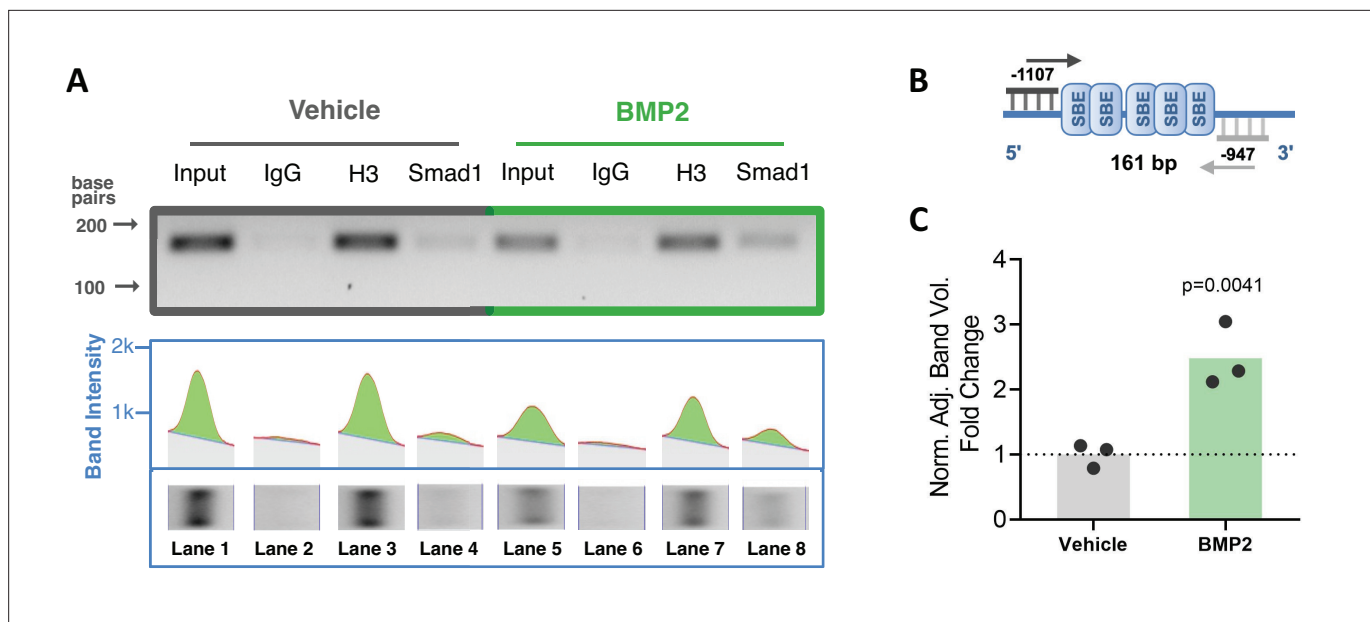 A
Vehicle
BMP2
Input IgG H3 Smad1 Input IgG H3 Smad1
base
pairs
200
100
Band Intensity
2k
1k
Lane 1 Lane 2 Lane 3 Lane 4 Lane 5 Lane 6 Lane 7 Lane 8
B
-1107
SBE SBE SBE SBE SBE
5' 161 bp -947 3'
C
Norm. Adj. Band Vol.
Fold Change
4
3
2
1
0
p=0.0041
Vehicle BMP2